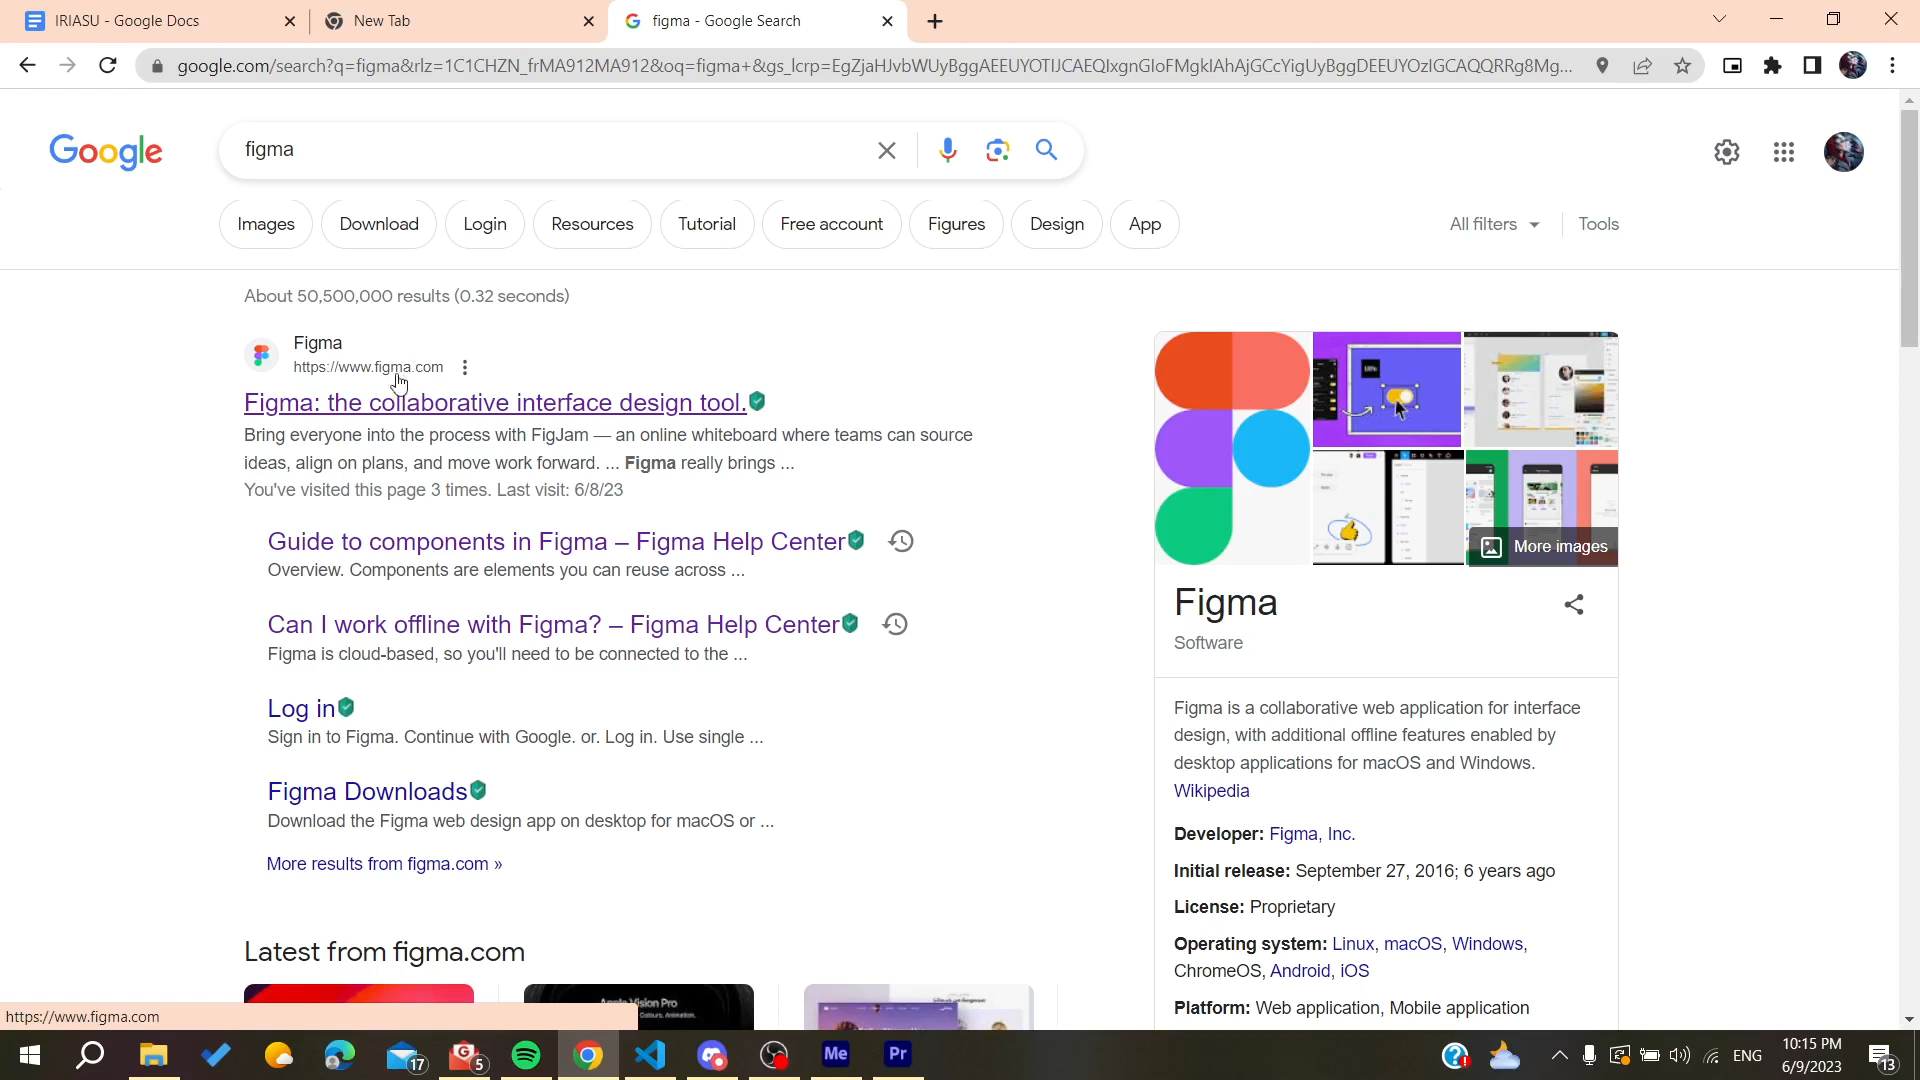 IRIASU - Google Docs
New Tab
figma - Google Search
google.com/search?q=figma&rlz=1C1CHZN_frMA912MA912&oq=figma+&gs_lcrp=EgZjaHJvbWUyBggAEEUYOTIJCAEQIxgnGIoFMgkIAhAjGCcYigUyBggDEEUYOzIGCAQQRRg8Mg...
Google
figma
Images
Download
Login
Resources
Tutorial
Free account
Figures
Design
App
All filters
Tools
About 50,500,000 results (0.32 seconds)
Figma
https://www.figma.com
Figma: the collaborative interface design tool.
Bring everyone into the process with FigJam — an online whiteboard where teams can source
ideas, align on plans, and move work forward. ... Figma really brings ...
You've visited this page 3 times. Last visit: 6/8/23
Guide to components in Figma – Figma Help Center
Overview. Components are elements you can reuse across ...
Can I work offline with Figma? – Figma Help Center
Figma is cloud-based, so you'll need to be connected to the ...
Log in
Sign in to Figma. Continue with Google. or. Log in. Use single ...
Figma Downloads
Download the Figma web design app on desktop for macOS or ...
More results from figma.com »
Latest from figma.com
Apple Vision Pro
Colours, Animation.
More images
Figma
Software
Figma is a collaborative web application for interface
design, with additional offline features enabled by
desktop applications for macOS and Windows.
Wikipedia
Developer: Figma, Inc.
Initial release: September 27, 2016; 6 years ago
License: Proprietary
Operating system: Linux, macOS, Windows,
ChromeOS, Android, iOS
Platform: Web application, Mobile application
https://www.figma.com
17
5
Me
Pr
ENG
10:15 PM
6/9/2023
13